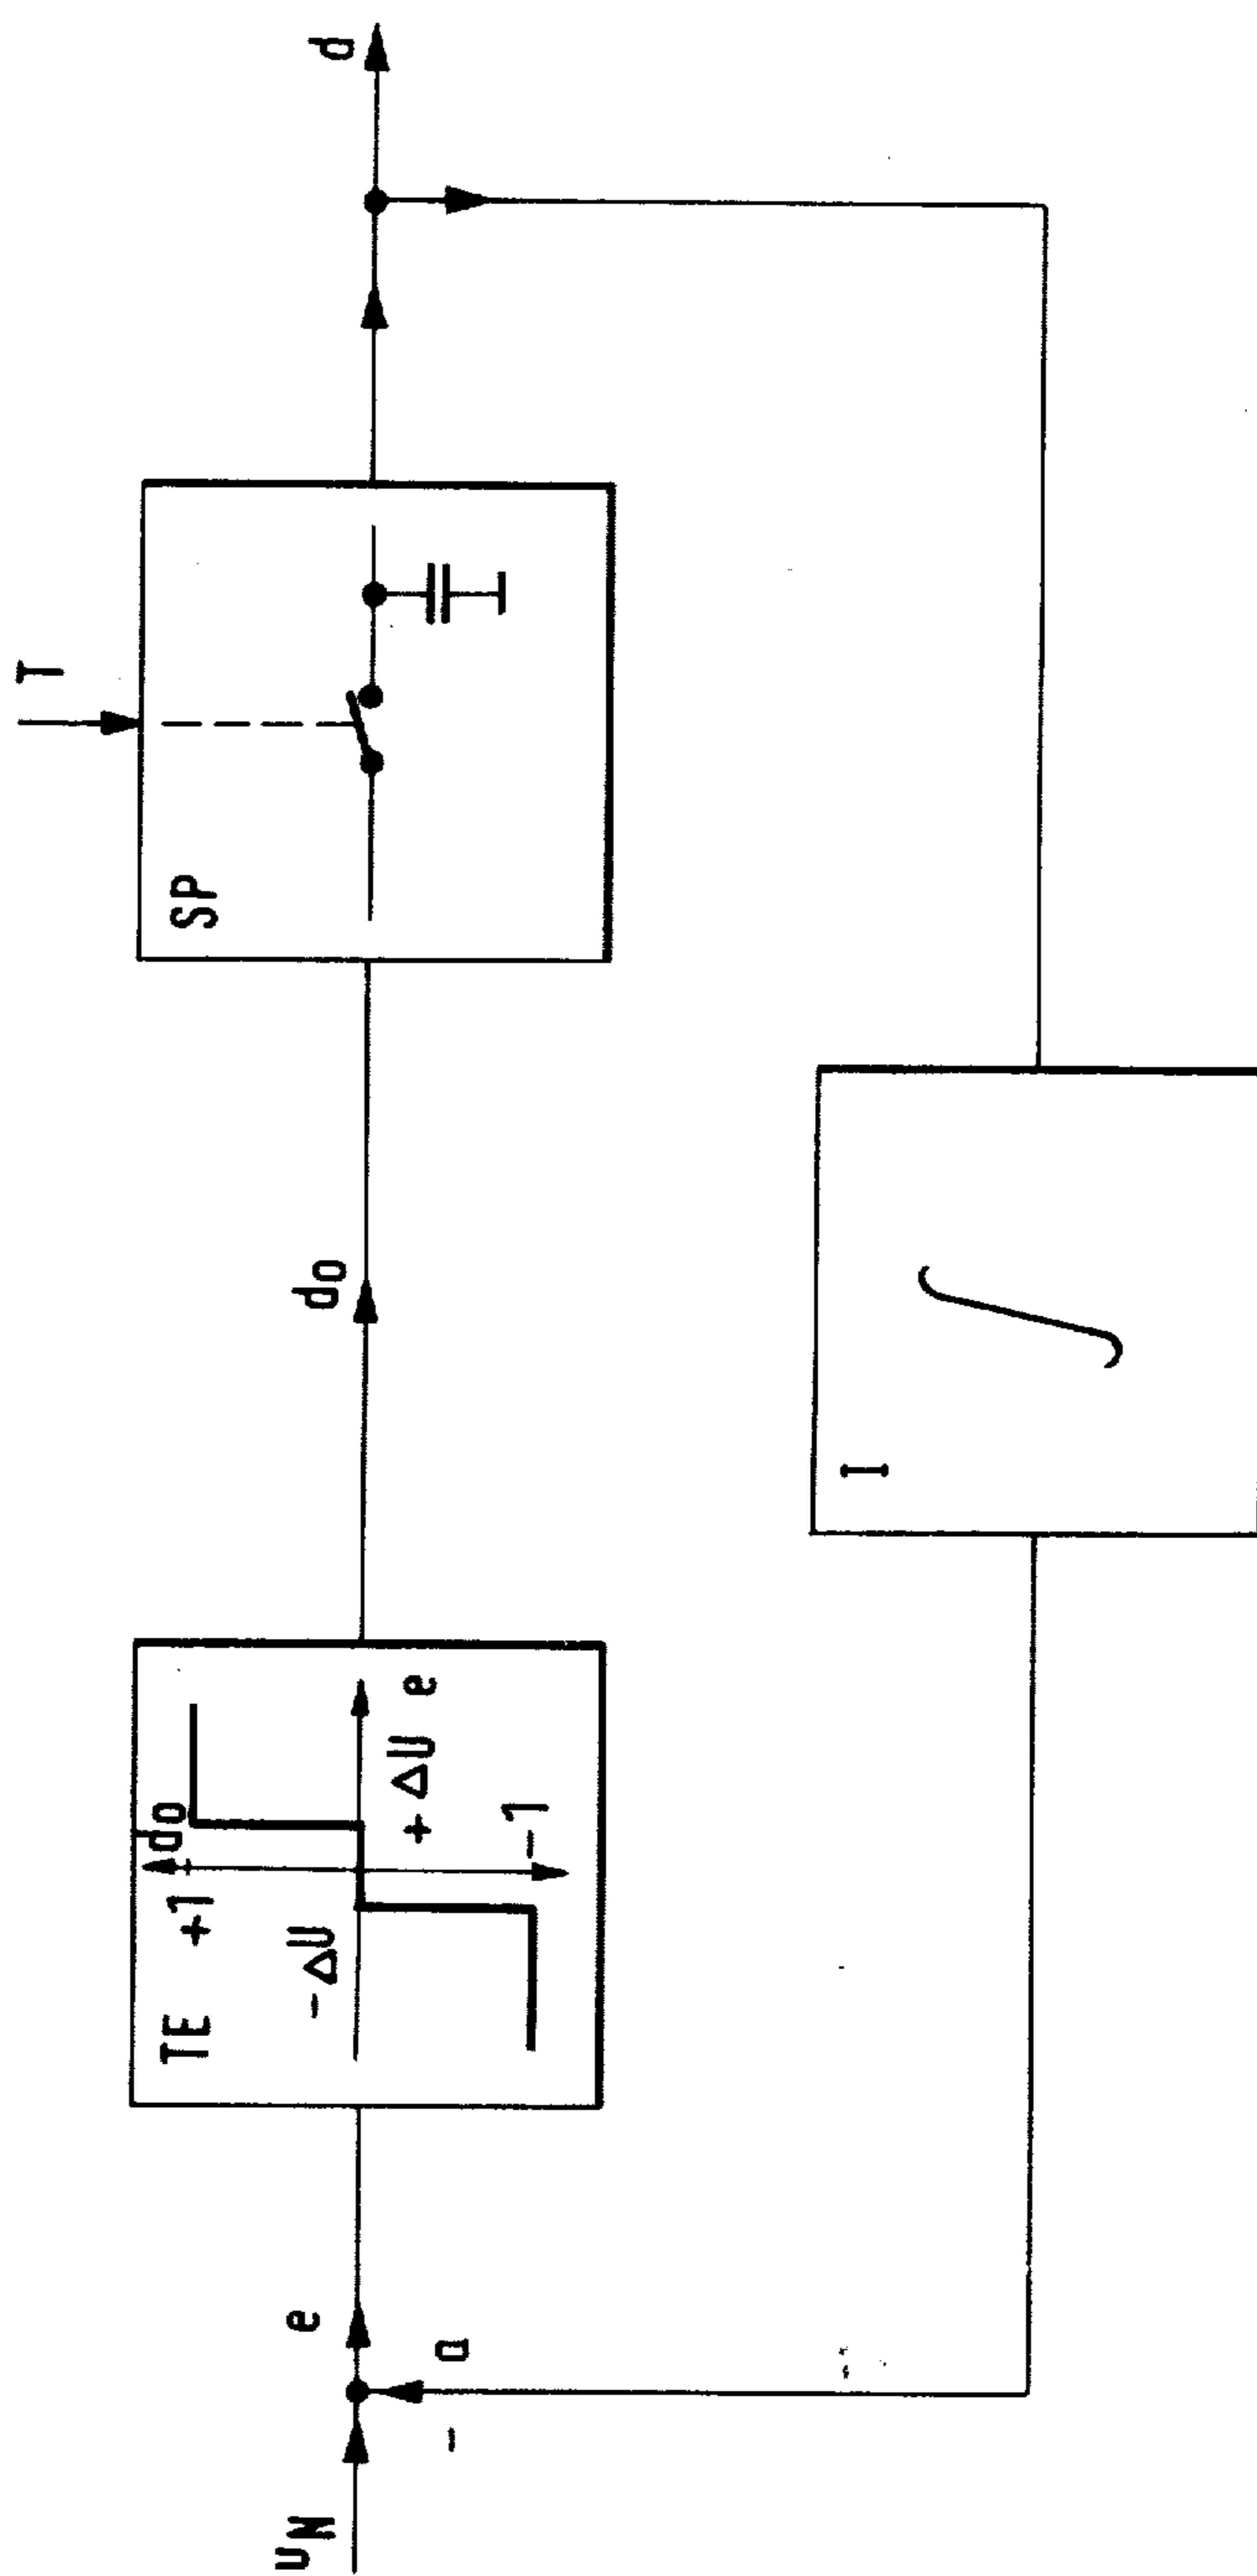 u_N
e
a
-
TE
+1
d_0
-ΔU
+ΔU
e
-1
d_0
SP
T
d
I